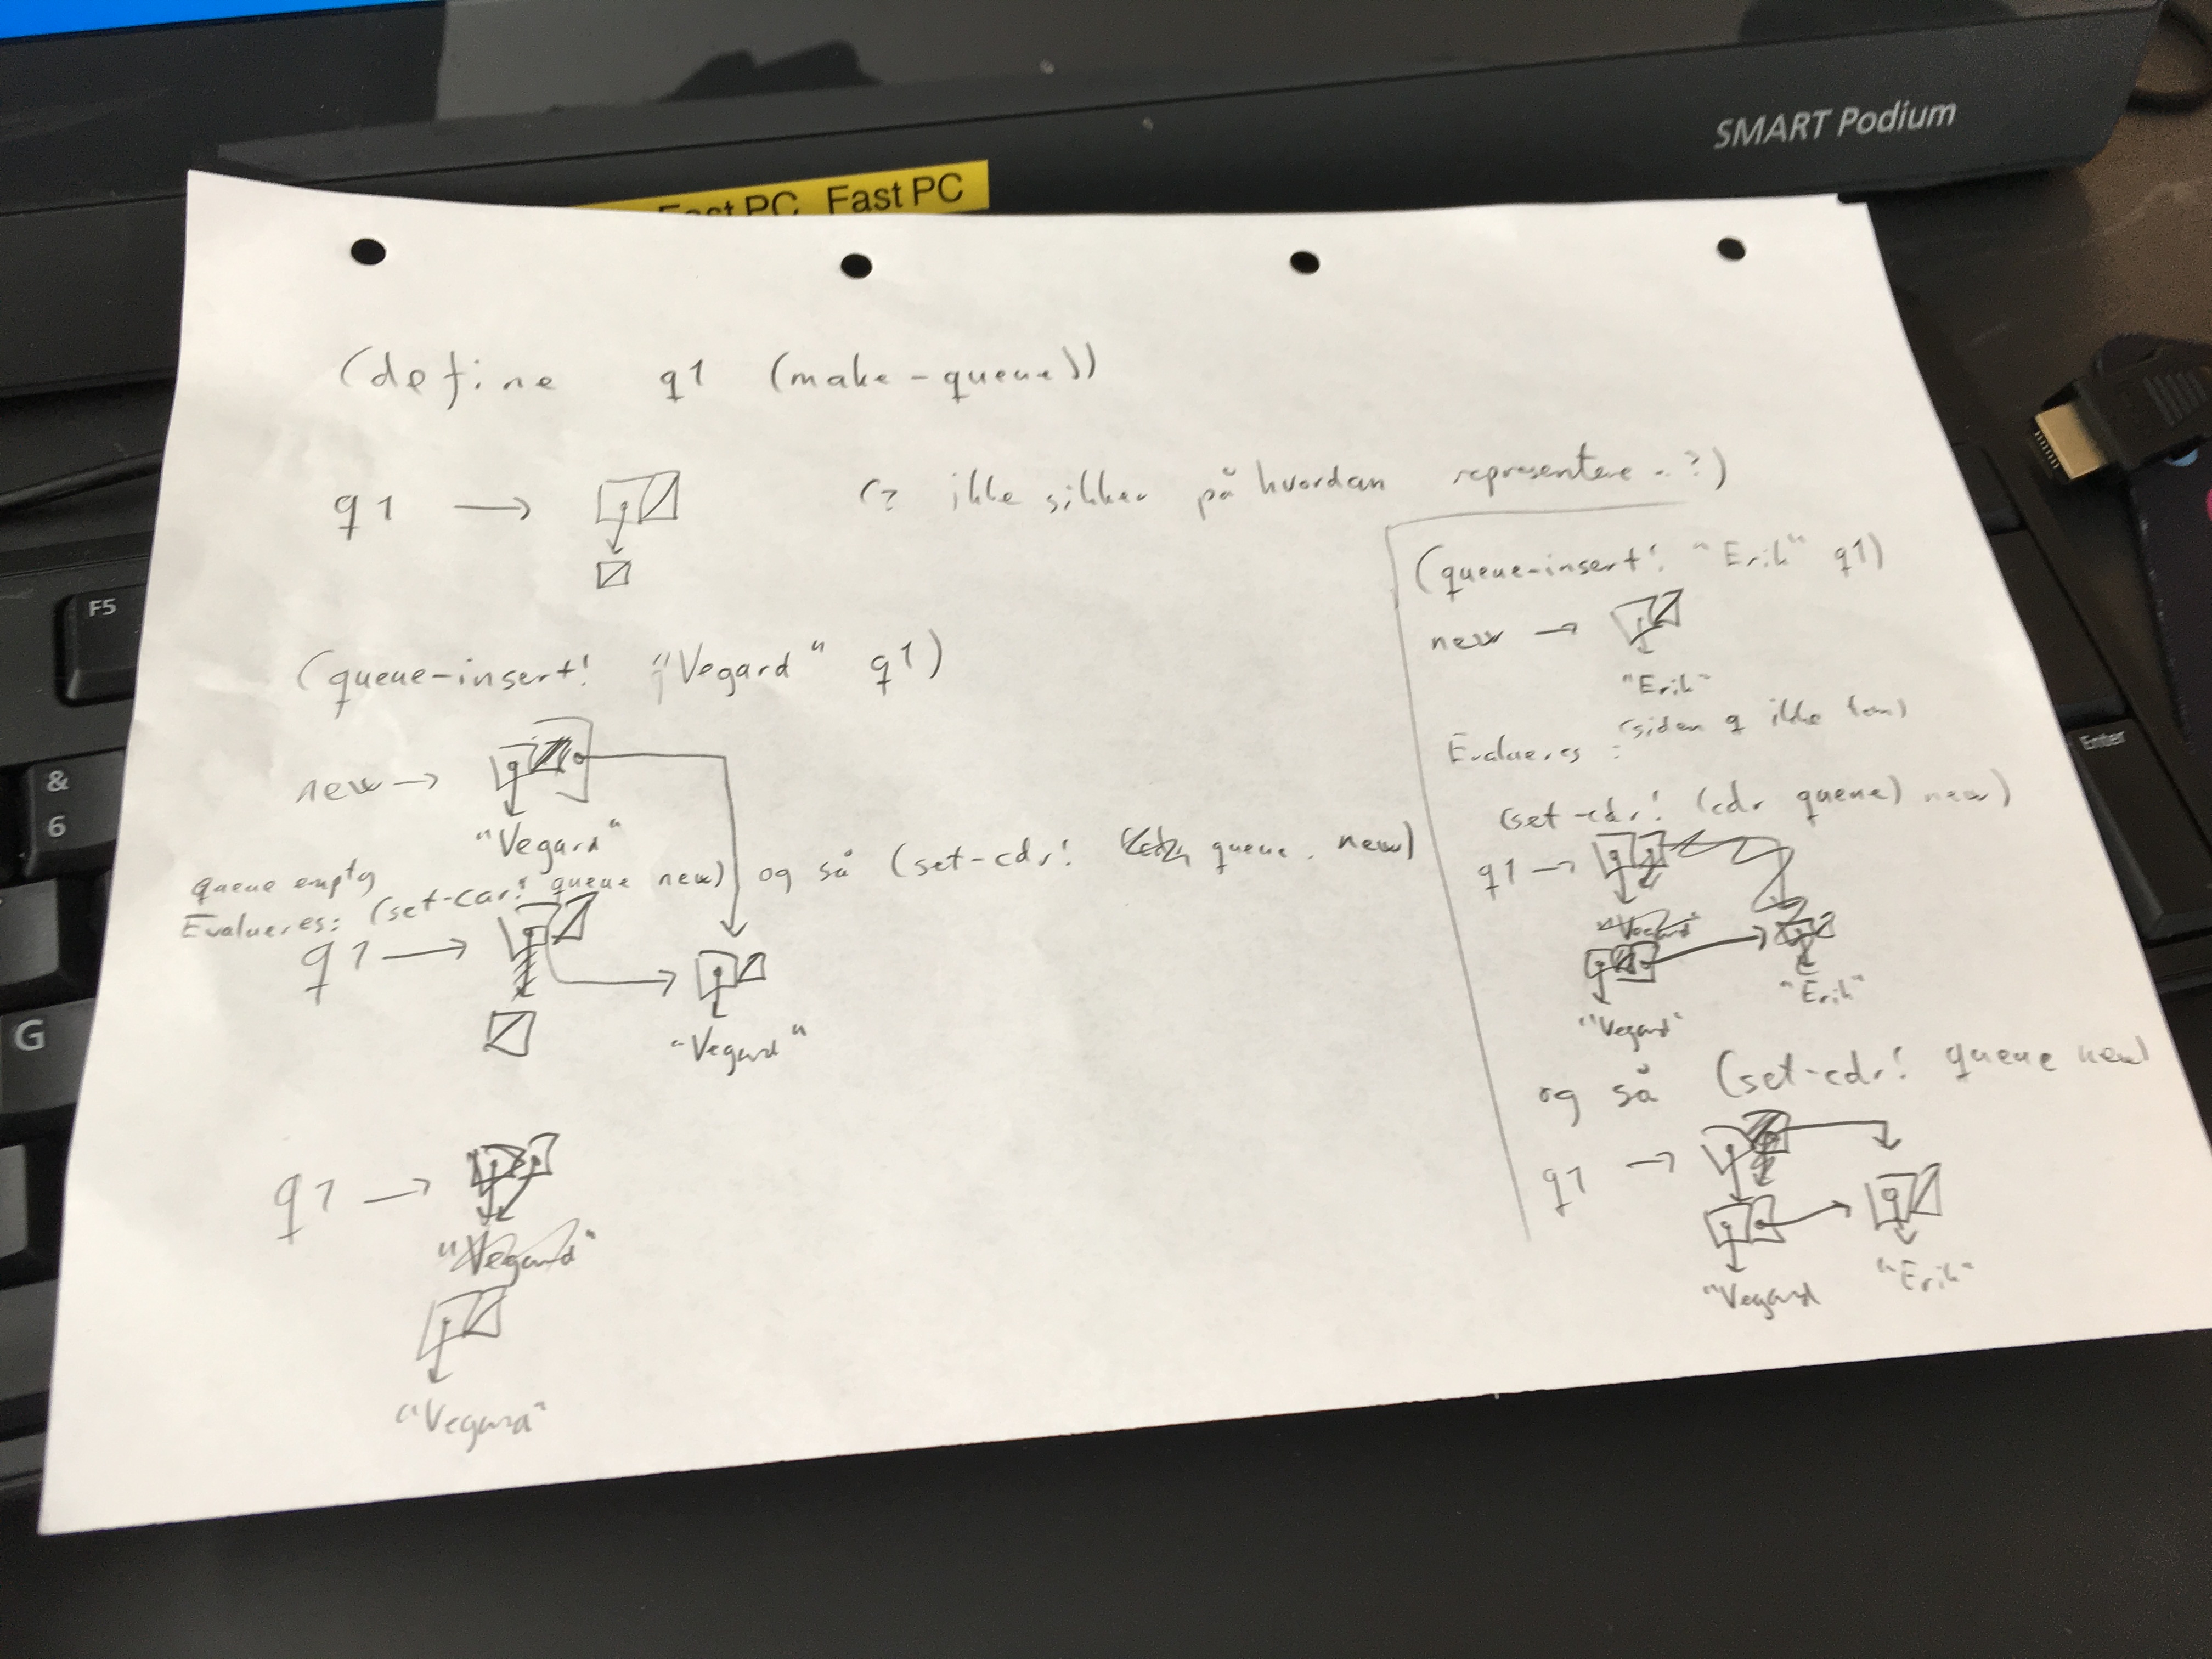 SMART Podium
Fast PC Fast PC
F5
&
6
G
Enter
(define q1 (make-queue))
q1 → (? ikke sikker på hvordan representere..?)
(queue-insert! "Vegard" q1)
new →
"Vegard"
queue empty
Evalueres: (set-car! queue new) og så (set-cdr! queue new)
q1 →
"Vegard"
q1 →
"Vegard"
"Vegard"
(queue-insert! "Erik" q1)
new →
"Erik"
(siden q ikke tom)
Evalueres:
(set-cdr! (cdr queue) new)
q1 →
"Vegard"
"Vegard" "Erik"
og så (set-cdr! queue new)
q1 →
"Vegard "Erik"